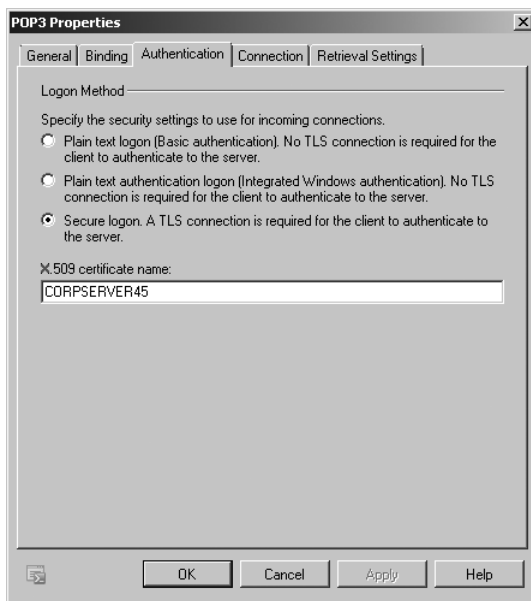 POP3 Properties
General Binding Authentication Connection Retrieval Settings
Logon Method
Specify the security settings to use for incoming connections.
Plain text logon (Basic authentication). No TLS connection is required for the
client to authenticate to the server.
Plain text authentication logon (Integrated Windows authentication). No TLS
connection is required for the client to authenticate to the server.
Secure logon. A TLS connection is required for the client to authenticate to
the server.
X.509 certificate name:
CORPSERVER45
OK Cancel Apply Help